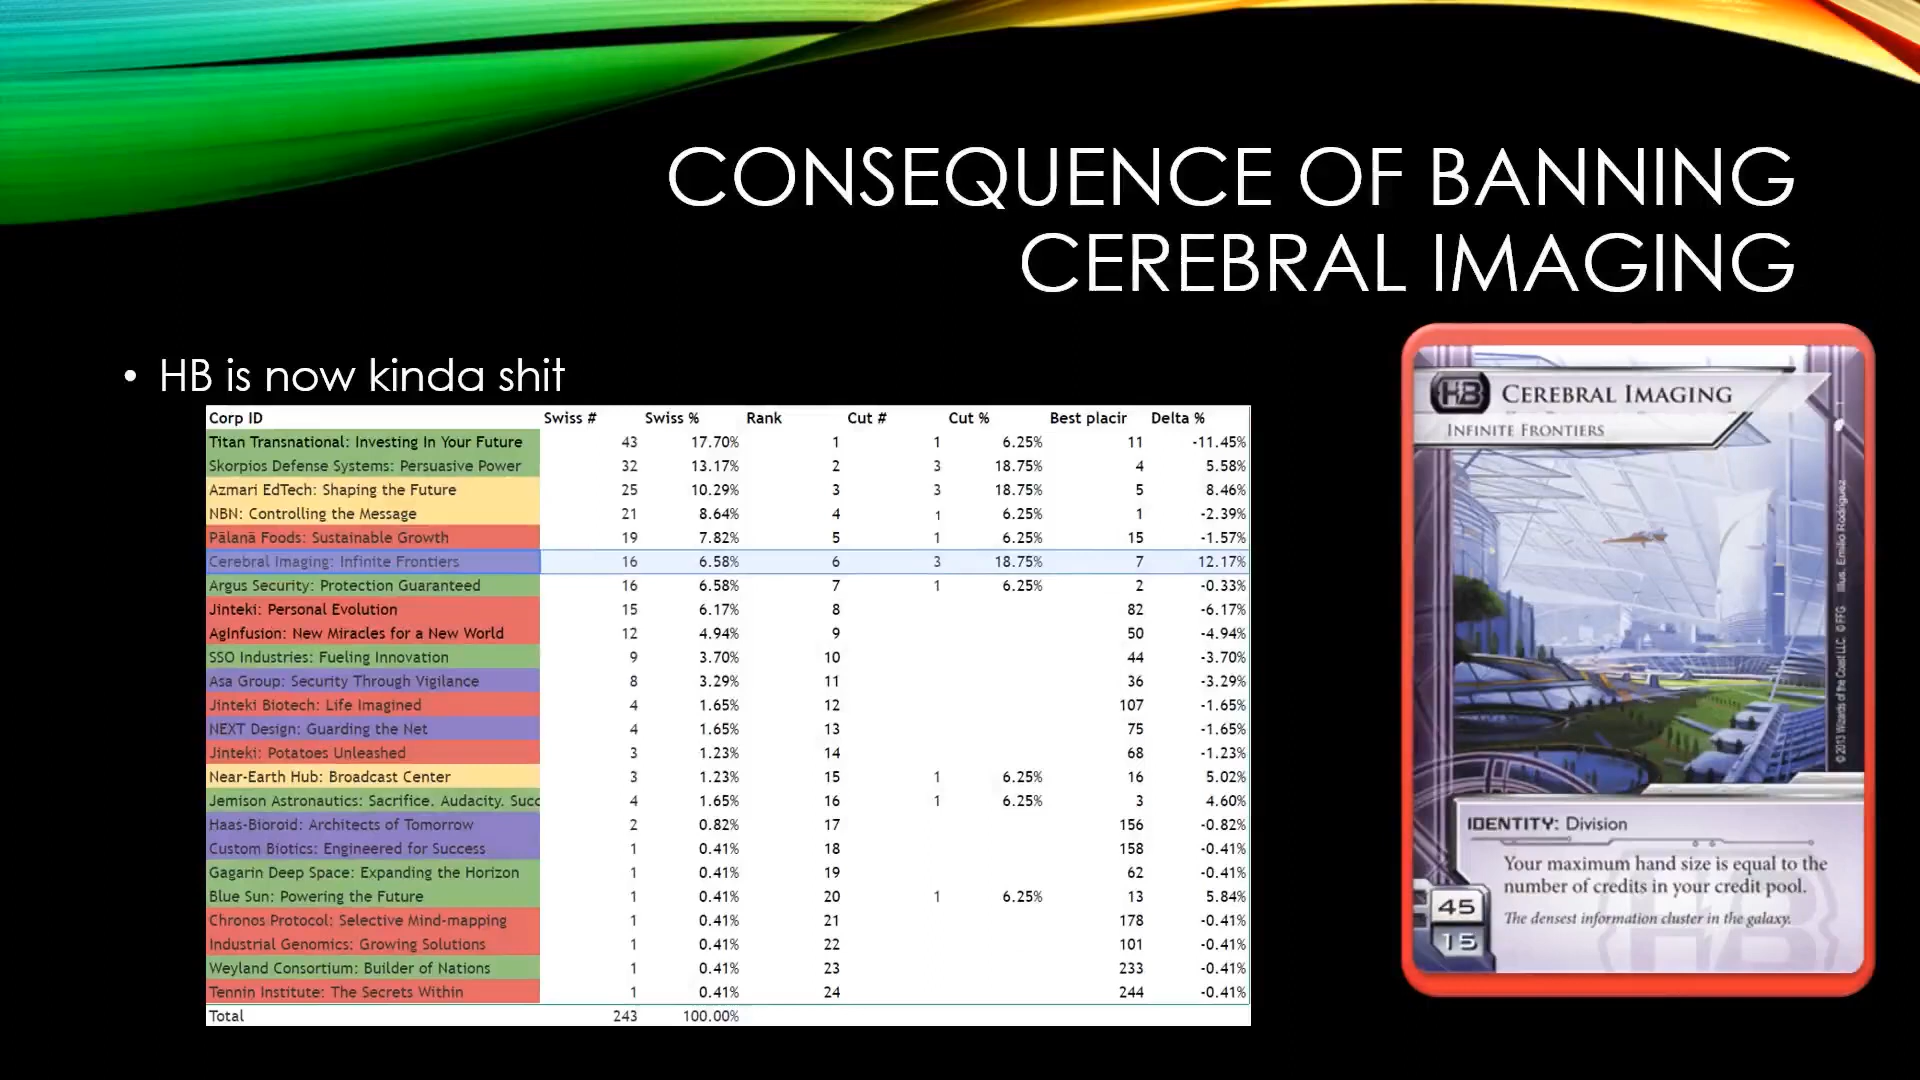 CONSEQUENCE OF BANNING
CEREBRAL IMAGING
• HB is now kinda shit
Corp ID Swiss # Swiss % Rank Cut # Cut % Best placir Delta %
Titan Transnational: Investing In Your Future 43 17.70% 1 1 6.25% 11 -11.45%
Skorpios Defense Systems: Persuasive Power 32 13.17% 2 3 18.75% 4 5.58%
Azmari EdTech: Shaping the Future 25 10.29% 3 3 18.75% 5 8.46%
NBN: Controlling the Message 21 8.64% 4 1 6.25% 1 -2.39%
Pālanā Foods: Sustainable Growth 19 7.82% 5 1 6.25% 15 -1.57%
Cerebral Imaging: Infinite Frontiers 16 6.58% 6 3 18.75% 7 12.17%
Argus Security: Protection Guaranteed 16 6.58% 7 1 6.25% 2 -0.33%
Jinteki: Personal Evolution 15 6.17% 8 82 -6.17%
AgInfusion: New Miracles for a New World 12 4.94% 9 50 -4.94%
SSO Industries: Fueling Innovation 9 3.70% 10 44 -3.70%
Asa Group: Security Through Vigilance 8 3.29% 11 36 -3.29%
Jinteki Biotech: Life Imagined 4 1.65% 12 107 -1.65%
NEXT Design: Guarding the Net 4 1.65% 13 75 -1.65%
Jinteki: Potatoes Unleashed 3 1.23% 14 68 -1.23%
Near-Earth Hub: Broadcast Center 3 1.23% 15 1 6.25% 16 5.02%
Jemison Astronautics: Sacrifice. Audacity. Succ 4 1.65% 16 1 6.25% 3 4.60%
Haas-Bioroid: Architects of Tomorrow 2 0.82% 17 156 -0.82%
Custom Biotics: Engineered for Success 1 0.41% 18 158 -0.41%
Gagarin Deep Space: Expanding the Horizon 1 0.41% 19 62 -0.41%
Blue Sun: Powering the Future 1 0.41% 20 1 6.25% 13 5.84%
Chronos Protocol: Selective Mind-mapping 1 0.41% 21 178 -0.41%
Industrial Genomics: Growing Solutions 1 0.41% 22 101 -0.41%
Weyland Consortium: Builder of Nations 1 0.41% 23 233 -0.41%
Tennin Institute: The Secrets Within 1 0.41% 24 244 -0.41%
Total 243 100.00%
HB CEREBRAL IMAGING
INFINITE FRONTIERS
Illus. Emilio Rodriguez
© 2013 Wizards of the Coast LLC. © FFG
IDENTITY: Division
Your maximum hand size is equal to the
number of credits in your credit pool.
The densest information cluster in the galaxy.
45
15